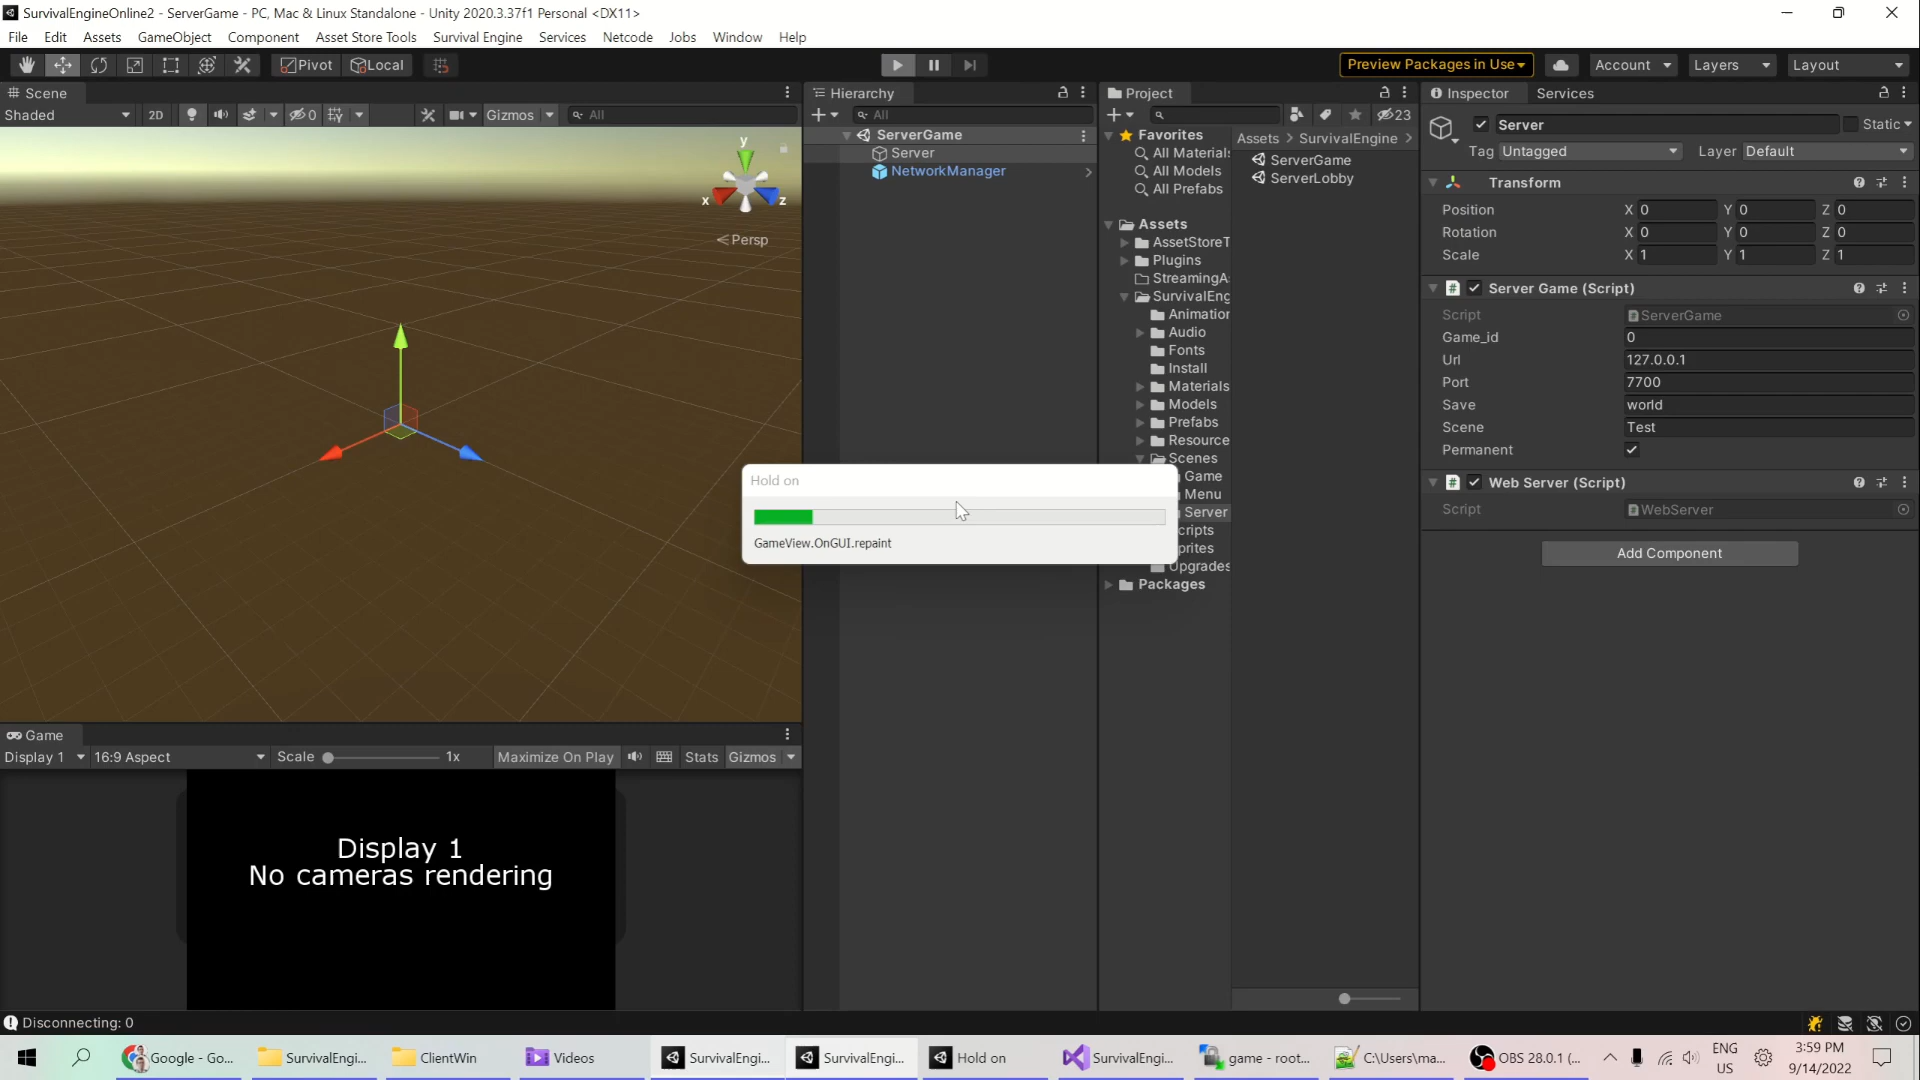 SurvivalEngineOnline2 - ServerGame - PC, Mac & Linux Standalone - Unity 2020.3.37f1 Personal <DX11>
File Edit Assets GameObject Component Asset Store Tools Survival Engine Services Netcode Jobs Window Help
Pivot Local Preview Packages in Use Account Layers Layout
Scene
Shaded 2D 0 Gizmos All
y
x z
Persp
Hierarchy
All
ServerGame
Server
NetworkManager
Project
23
Favorites
All Materials
All Models
All Prefabs
Assets
AssetStoreT
Plugins
StreamingAs
SurvivalEng
Animation
Audio
Fonts
Install
Materials
Models
Prefabs
Resource
Scenes
Game
Menu
Server
cripts
prites
Upgrades
Packages
Assets > SurvivalEngine >
ServerGame
ServerLobby
Hold on
GameView.OnGUI.repaint
Inspector Services
Server Static
Tag Untagged Layer Default
Transform
Position X 0 Y 0 Z 0
Rotation X 0 Y 0 Z 0
Scale X 1 Y 1 Z 1
Server Game (Script)
Script ServerGame
Game_id 0
Url 127.0.0.1
Port 7700
Save world
Scene Test
Permanent
Web Server (Script)
Script WebServer
Add Component
Game
Display 1 16:9 Aspect Scale 1x Maximize On Play Stats Gizmos
Display 1
No cameras rendering
Disconnecting: 0
Google - Go... SurvivalEngi... ClientWin Videos SurvivalEngi... SurvivalEngi... Hold on SurvivalEngi... game - root... C:\Users\ma... OBS 28.0.1 (...
ENG
US
3:59 PM
9/14/2022